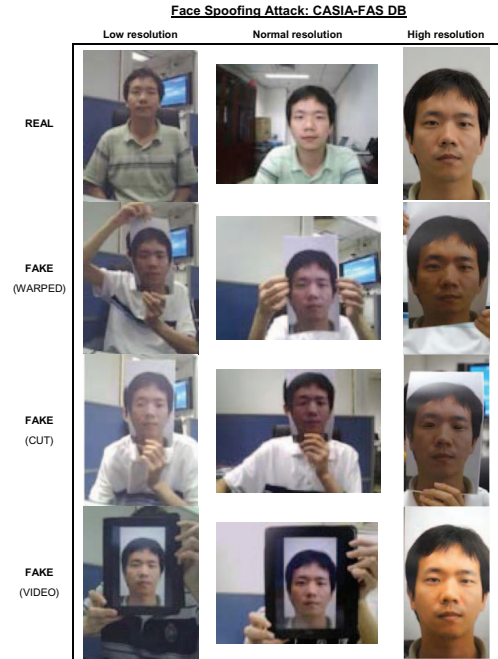 Face Spoofing Attack: CASIA-FAS DB
Low resolution Normal resolution High resolution
REAL
FAKE
(WARPED)
FAKE
(CUT)
FAKE
(VIDEO)